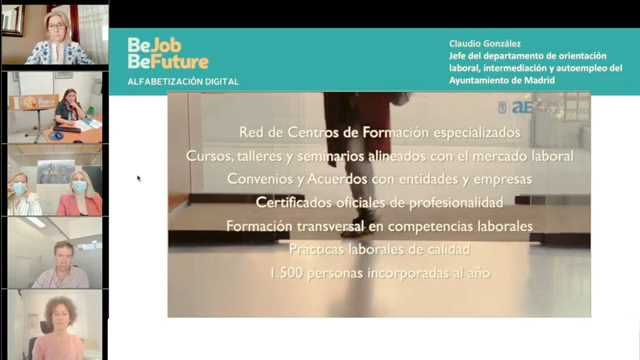 BeJob
BeFuture
ALFABETIZACIÓN DIGITAL
Claudio González
Jefe del departamento de orientación
laboral, intermediación y autoempleo del
Ayuntamiento de Madrid
Red de Centros de Formación especializados
Cursos, talleres y seminarios alineados con el mercado laboral
Convenios y Acuerdos con entidades y empresas
Certificados oficiales de profesionalidad
Formación transversal en competencias laborales
Prácticas laborales de calidad
1.500 personas incorporadas al año